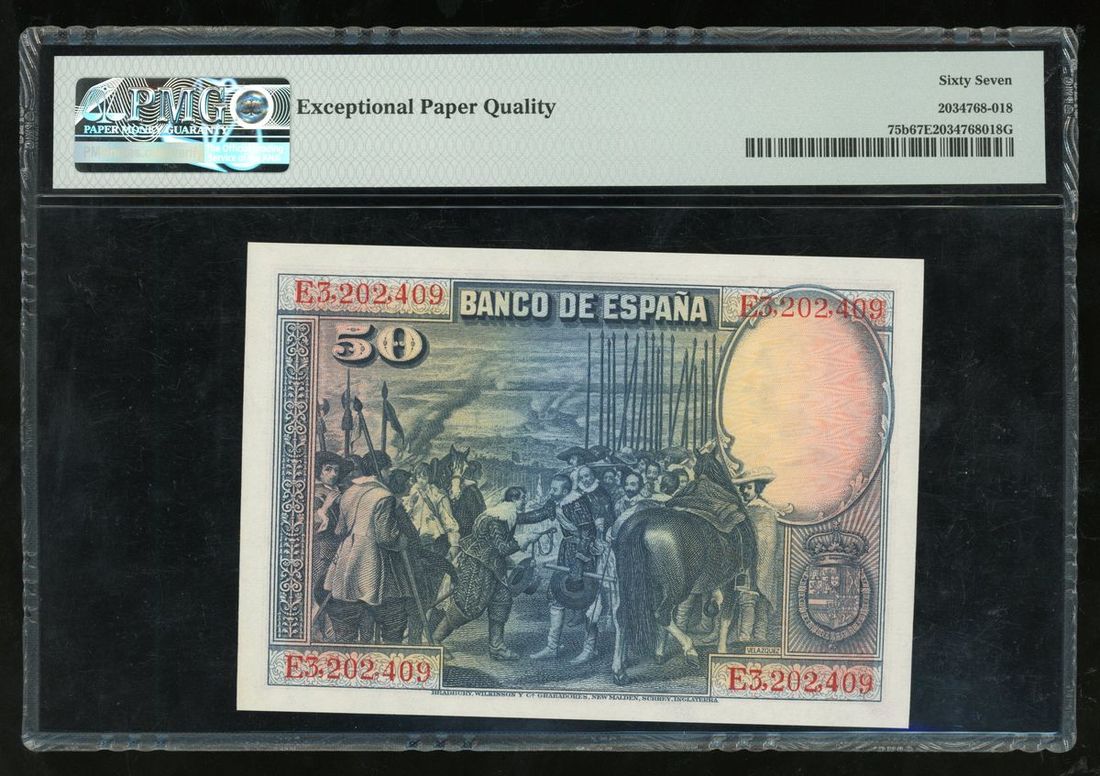 PMG
PAPER MONEY GUARANTY
Exceptional Paper Quality
Sixty Seven
2034768-018
75b67E2034768018G
E3,202,409
BANCO DE ESPAÑA
E3,202,409
50
VELAZQUEZ
E3,202,409
E3,202,409
BRADBURY, WILKINSON Y Cª GRABADORES, NEW MALDEN, SURREY, INGLATERRA